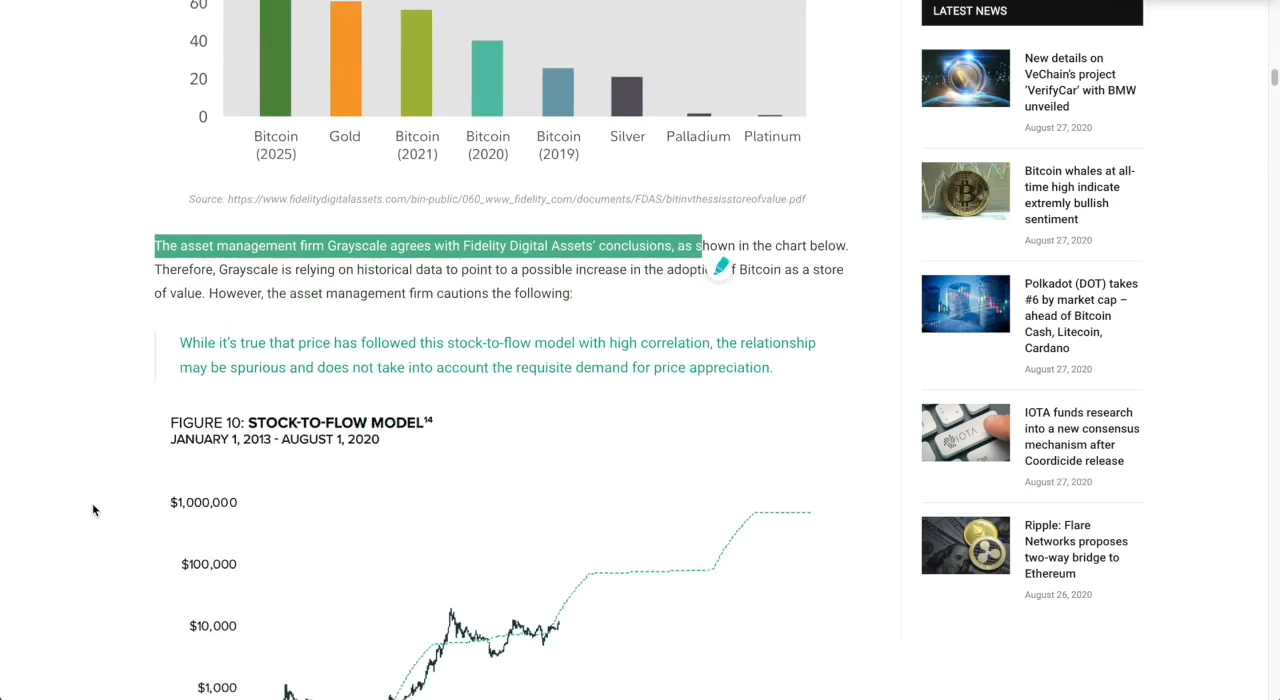 60
40
20
0
Bitcoin (2025)
Gold
Bitcoin (2021)
Bitcoin (2020)
Bitcoin (2019)
Silver
Palladium
Platinum
Source: https://www.fidelitydigitalassets.com/bin-public/060_www_fidelity_com/documents/FDAS/bitinvthessisstoreofvalue.pdf
The asset management firm Grayscale agrees with Fidelity Digital Assets’ conclusions, as shown in the chart below.
Therefore, Grayscale is relying on historical data to point to a possible increase in the adopti f Bitcoin as a store
of value. However, the asset management firm cautions the following:
While it’s true that price has followed this stock-to-flow model with high correlation, the relationship
may be spurious and does not take into account the requisite demand for price appreciation.
FIGURE 10: STOCK-TO-FLOW MODEL¹⁴
JANUARY 1, 2013 - AUGUST 1, 2020
$1,000,000
$100,000
$10,000
$1,000
LATEST NEWS
New details on
VeChain’s project
‘VerifyCar’ with BMW
unveiled
August 27, 2020
Bitcoin whales at all-
time high indicate
extremly bullish
sentiment
August 27, 2020
Polkadot (DOT) takes
#6 by market cap –
ahead of Bitcoin
Cash, Litecoin,
Cardano
August 27, 2020
IOTA
IOTA funds research
into a new consensus
mechanism after
Coordicide release
August 27, 2020
Ripple: Flare
Networks proposes
two-way bridge to
Ethereum
August 26, 2020